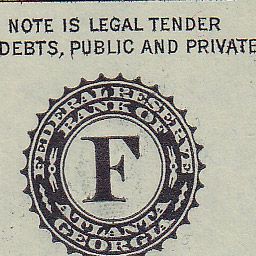 NOTE IS LEGAL TENDER
DEBTS, PUBLIC AND PRIVATE
FEDERAL RESERVE
BANK OF
F
ATLANTA
GEORGIA